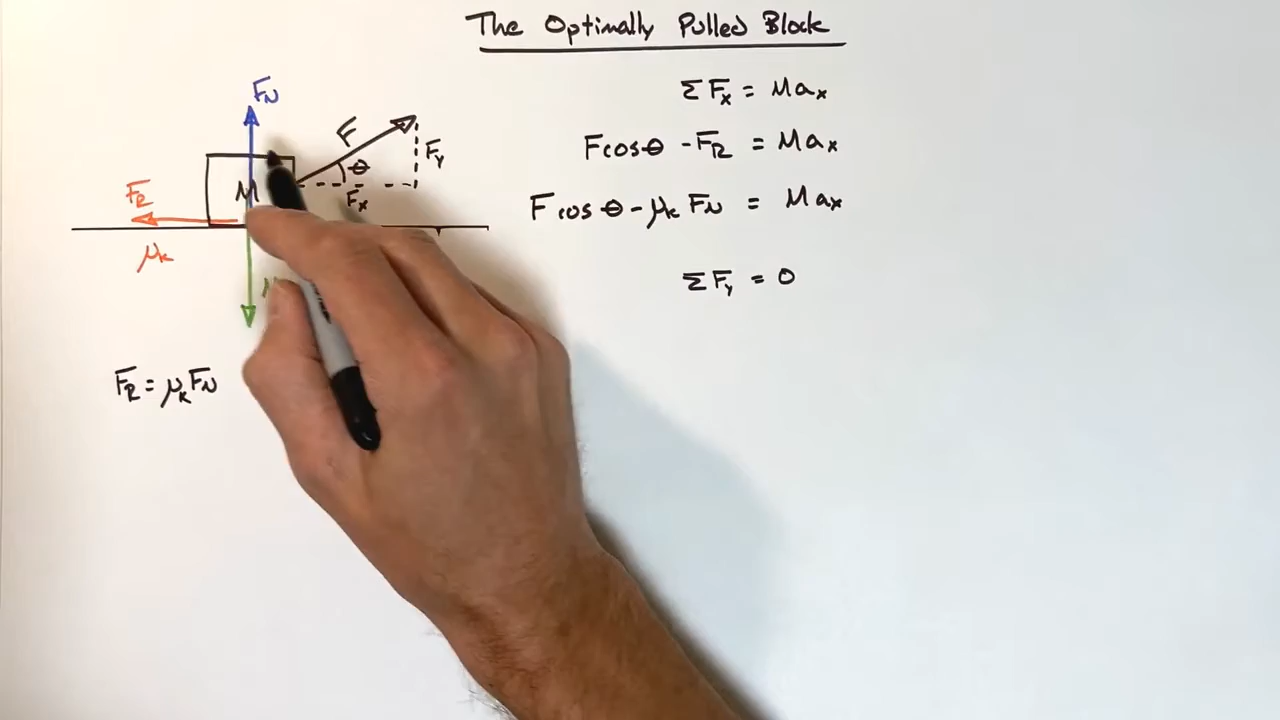 The Optimally Pulled Block
ΣFx = Max
Fcosθ - FR = Max
F cos θ - μk FN = Max
ΣFy = 0
FN
F
θ
Fy
Fx
M
FR
μk
FR = μk FN